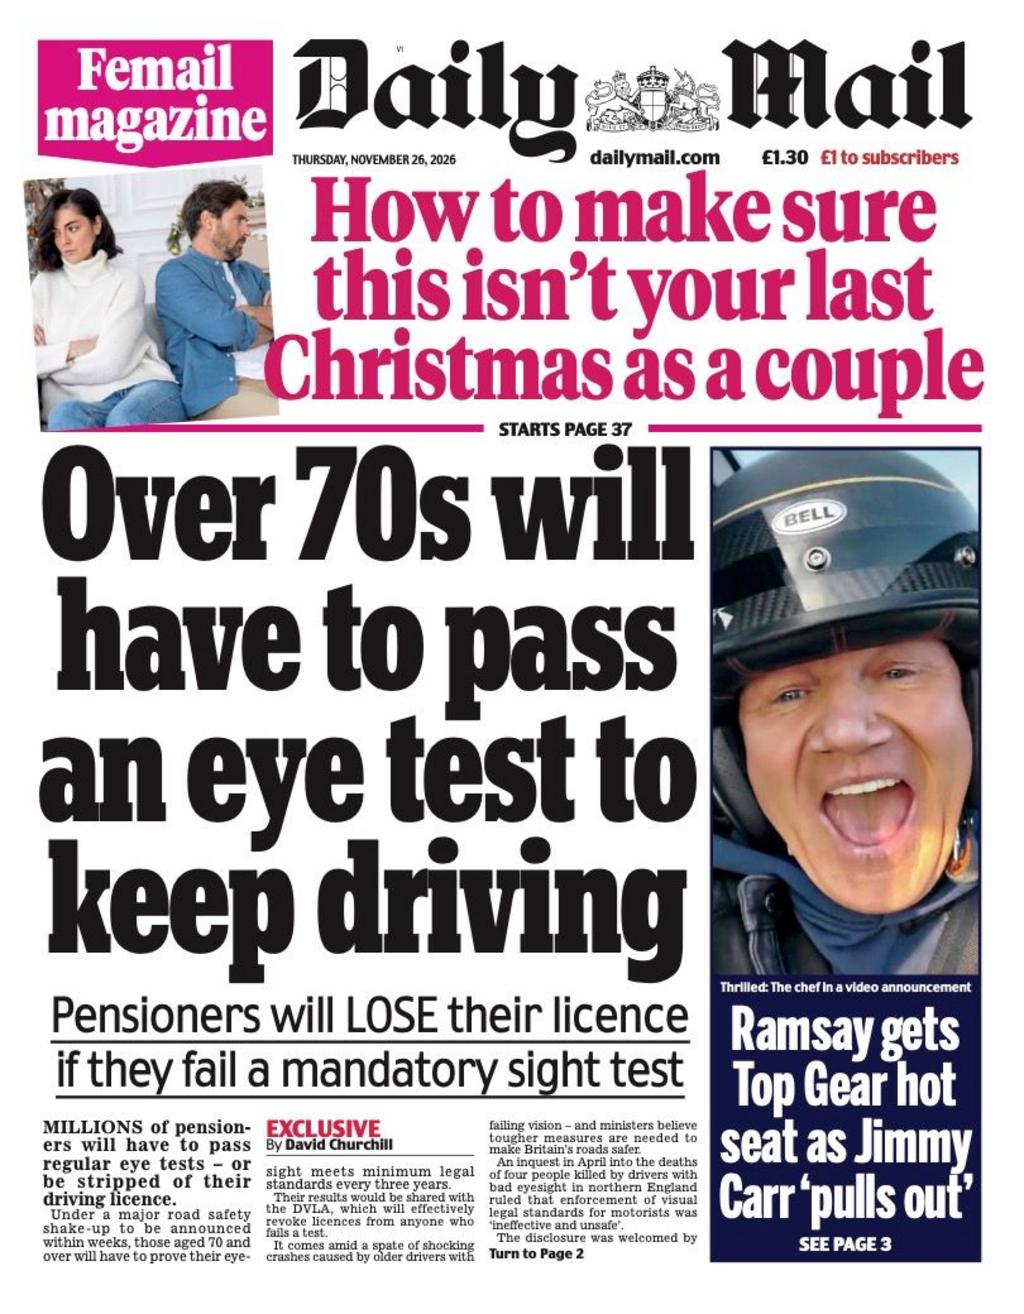 Femail
magazine
Daily Mail
THURSDAY, NOVEMBER 26, 2026
dailymail.com
£1.30 £1 to subscribers
How to make sure
this isn't your last
Christmas as a couple
STARTS PAGE 37
Over 70s will
have to pass
an eye test to
keep driving
Pensioners will LOSE their licence
if they fail a mandatory sight test
MILLIONS of pension-
ers will have to pass
regular eye tests – or
be stripped of their
driving licence.
Under a major road safety
shake-up to be announced
within weeks, those aged 70 and
over will have to prove their eye-
EXCLUSIVE
By David Churchill
sight meets minimum legal
standards every three years.
Their results would be shared with
the DVLA, which will effectively
revoke licences from anyone who
fails a test.
It comes amid a spate of shocking
crashes caused by older drivers with
failing vision – and ministers believe
tougher measures are needed to
make Britain's roads safer.
An inquest in April into the deaths
of four people killed by drivers with
bad eyesight in northern England
ruled that enforcement of visual
legal standards for motorists was
'ineffective and unsafe'.
The disclosure was welcomed by
Turn to Page 2
BELL
Thrilled: The chef in a video announcement
Ramsay gets
Top Gear hot
seat as Jimmy
Carr 'pulls out'
SEE PAGE 3